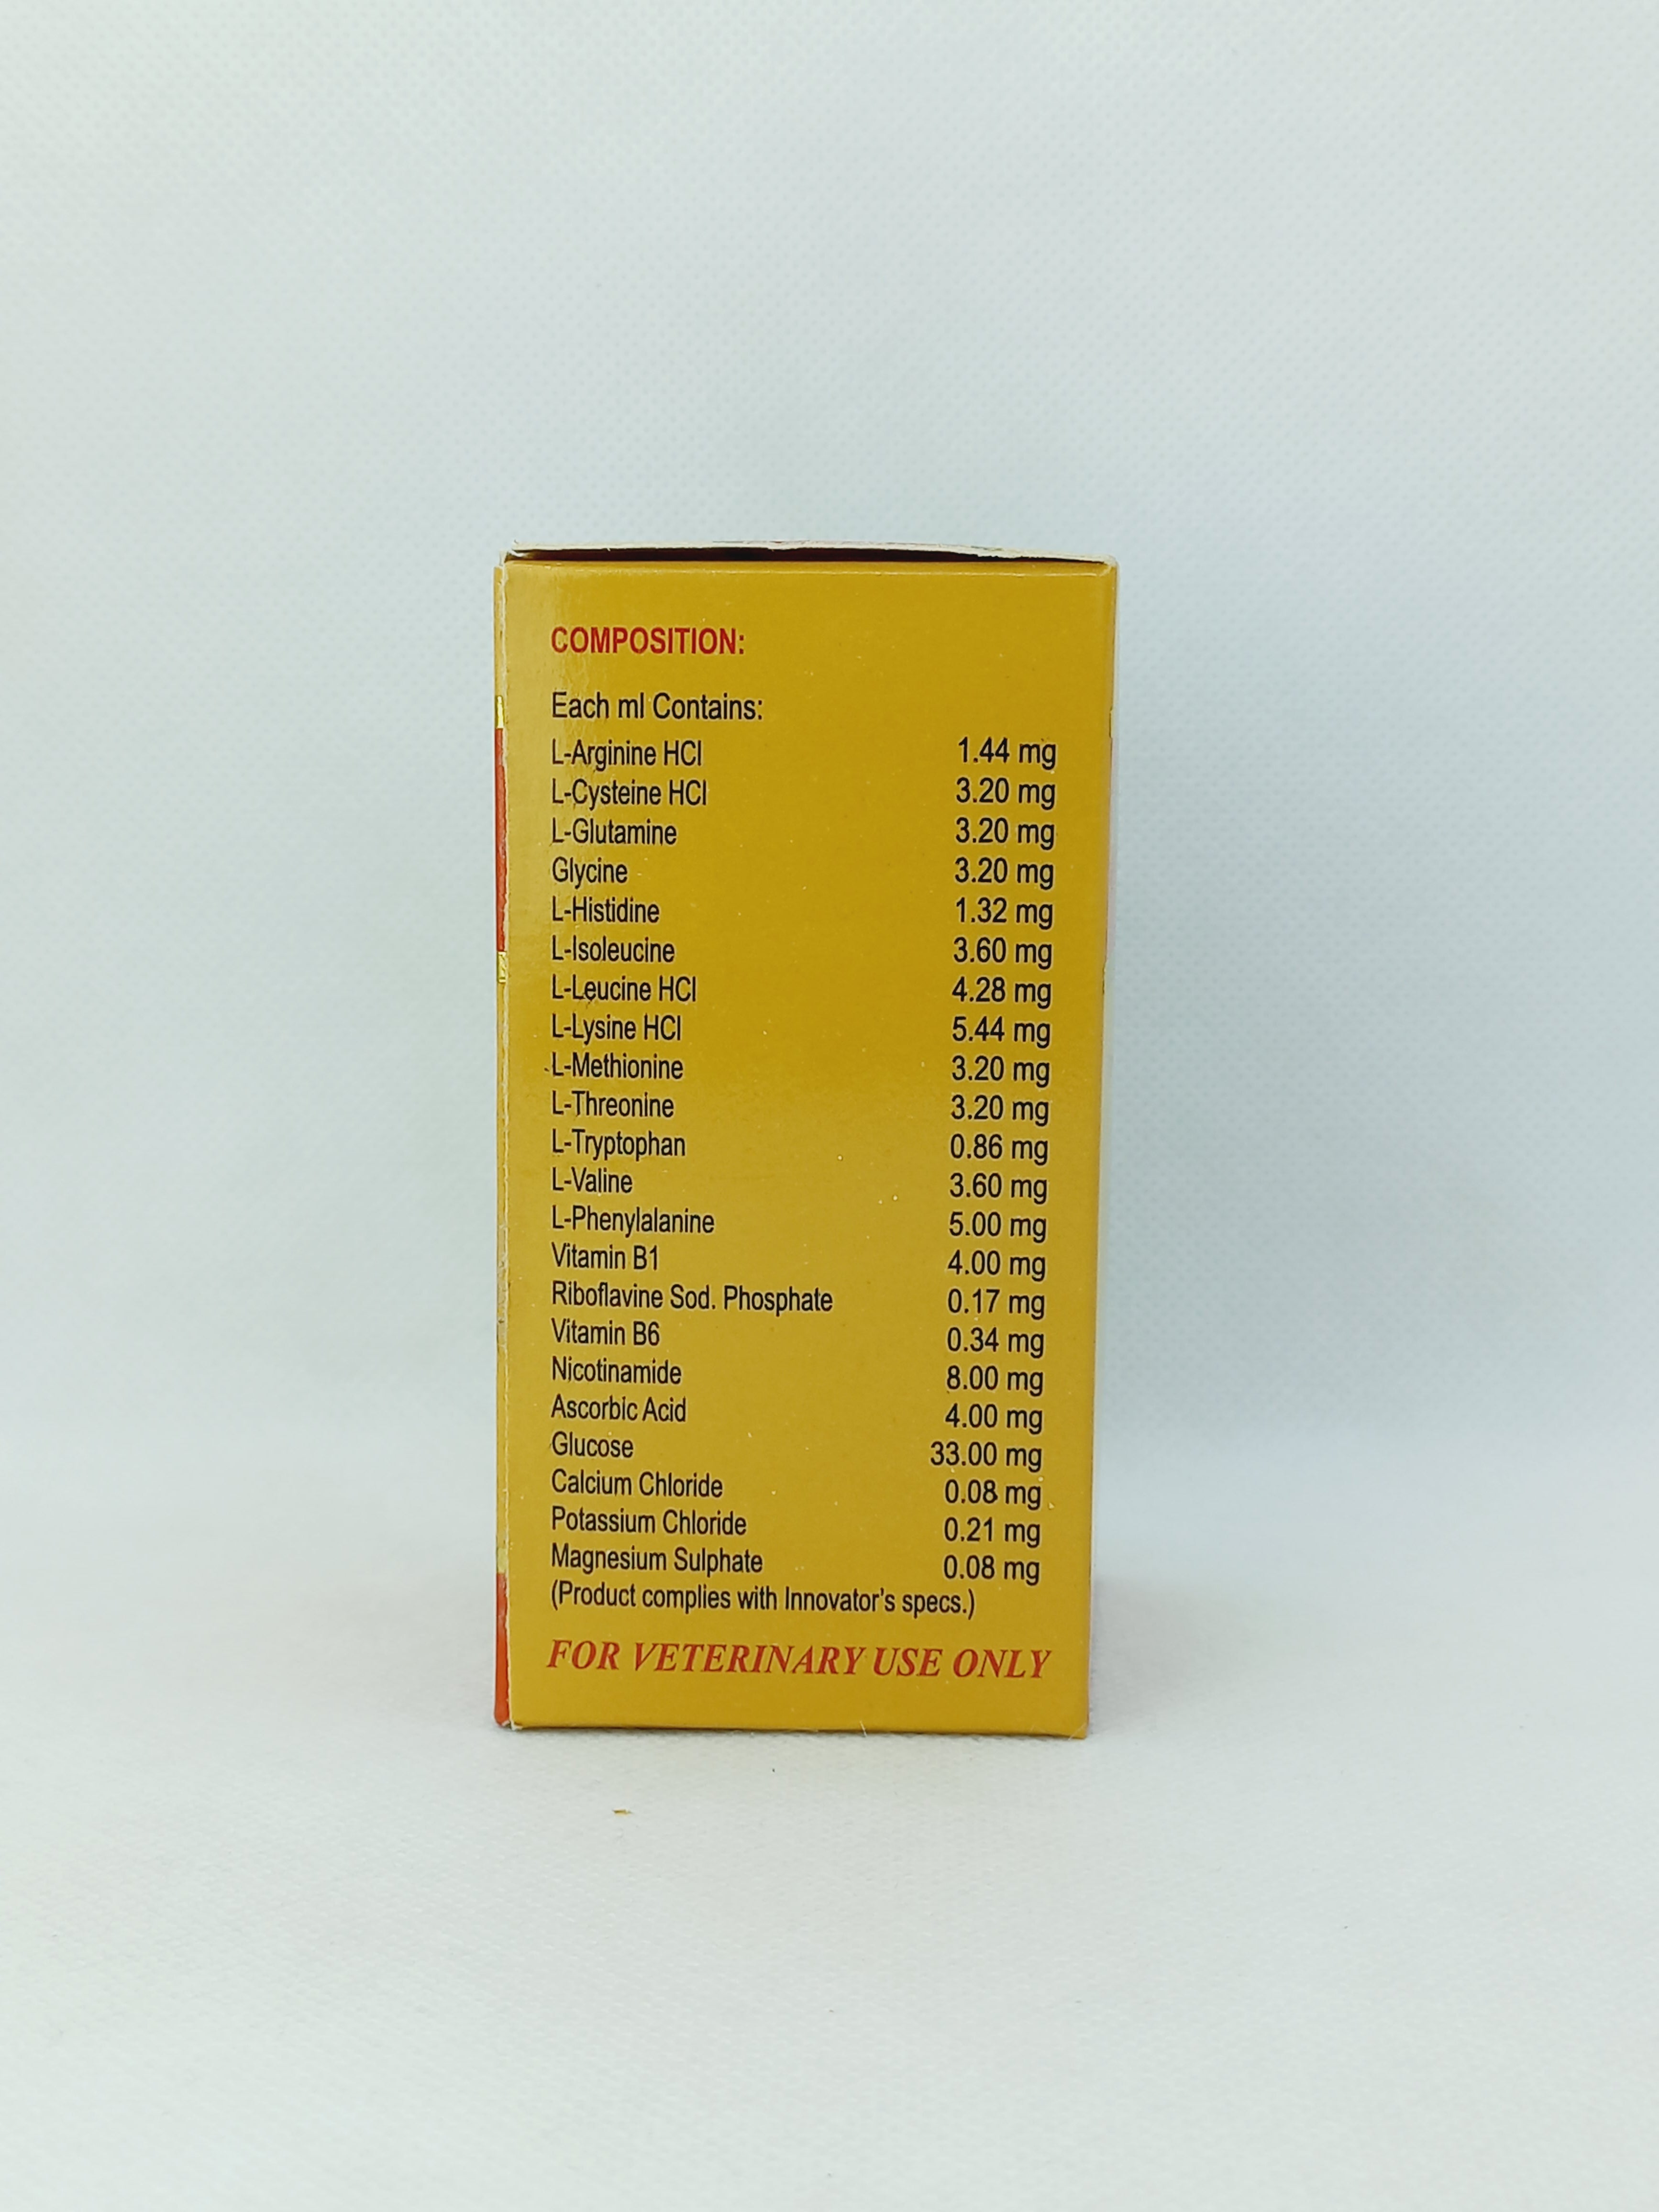 COMPOSITION:
Each ml Contains:
L-Arginine HCl 1.44 mg
L-Cysteine HCl 3.20 mg
L-Glutamine 3.20 mg
Glycine 3.20 mg
L-Histidine 1.32 mg
L-Isoleucine 3.60 mg
L-Leucine HCl 4.28 mg
L-Lysine HCl 5.44 mg
L-Methionine 3.20 mg
L-Threonine 3.20 mg
L-Tryptophan 0.86 mg
L-Valine 3.60 mg
L-Phenylalanine 5.00 mg
Vitamin B1 4.00 mg
Riboflavine Sod. Phosphate 0.17 mg
Vitamin B6 0.34 mg
Nicotinamide 8.00 mg
Ascorbic Acid 4.00 mg
Glucose 33.00 mg
Calcium Chloride 0.08 mg
Potassium Chloride 0.21 mg
Magnesium Sulphate 0.08 mg
(Product complies with Innovator's specs.)
FOR VETERINARY USE ONLY